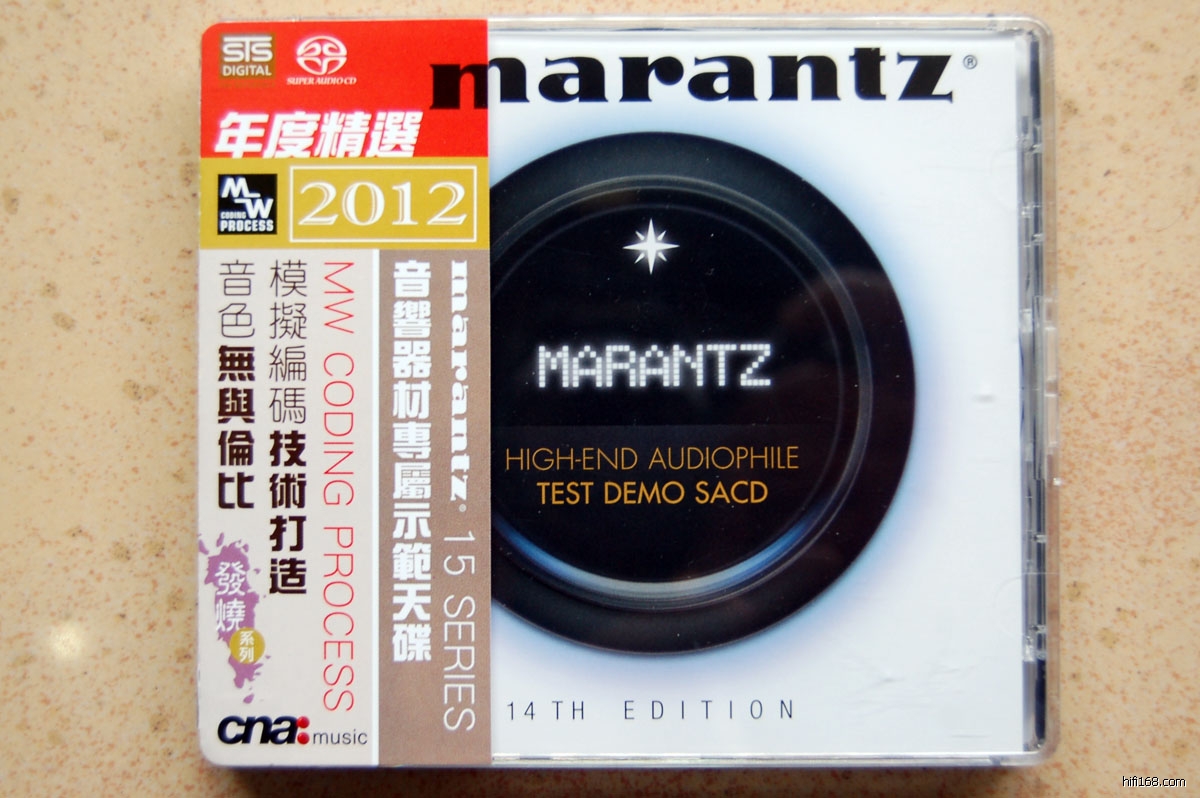 STS
DIGITAL
SUPER AUDIO CD
marantz®
年度精選
MW
CODING
PROCESS
2012
marantz® 15 SERIES
音響器材專屬示範天碟
MW CODING PROCESS
模擬編碼技術打造
音色無與倫比
發燒
系列
cna: music
MARANTZ
HIGH-END AUDIOPHILE
TEST DEMO SACD
14TH EDITION
hifi168.com